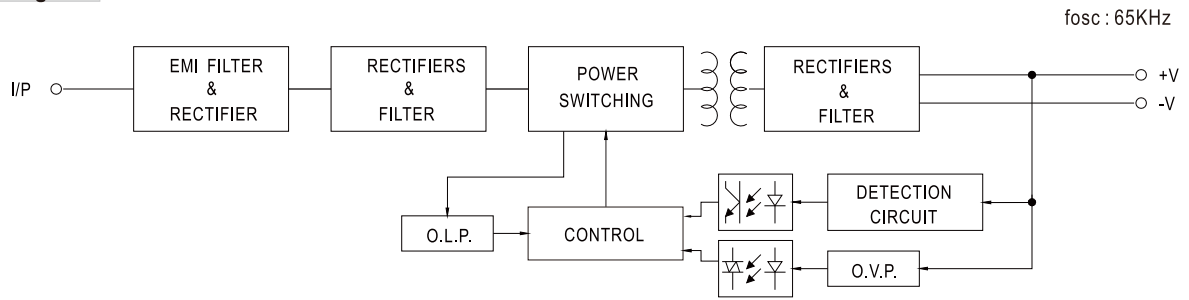 fosc : 65KHz
I/P
EMI FILTER
&
RECTIFIER
RECTIFIERS
&
FILTER
POWER
SWITCHING
RECTIFIERS
&
FILTER
+V
-V
O.L.P.
CONTROL
DETECTION
CIRCUIT
O.V.P.